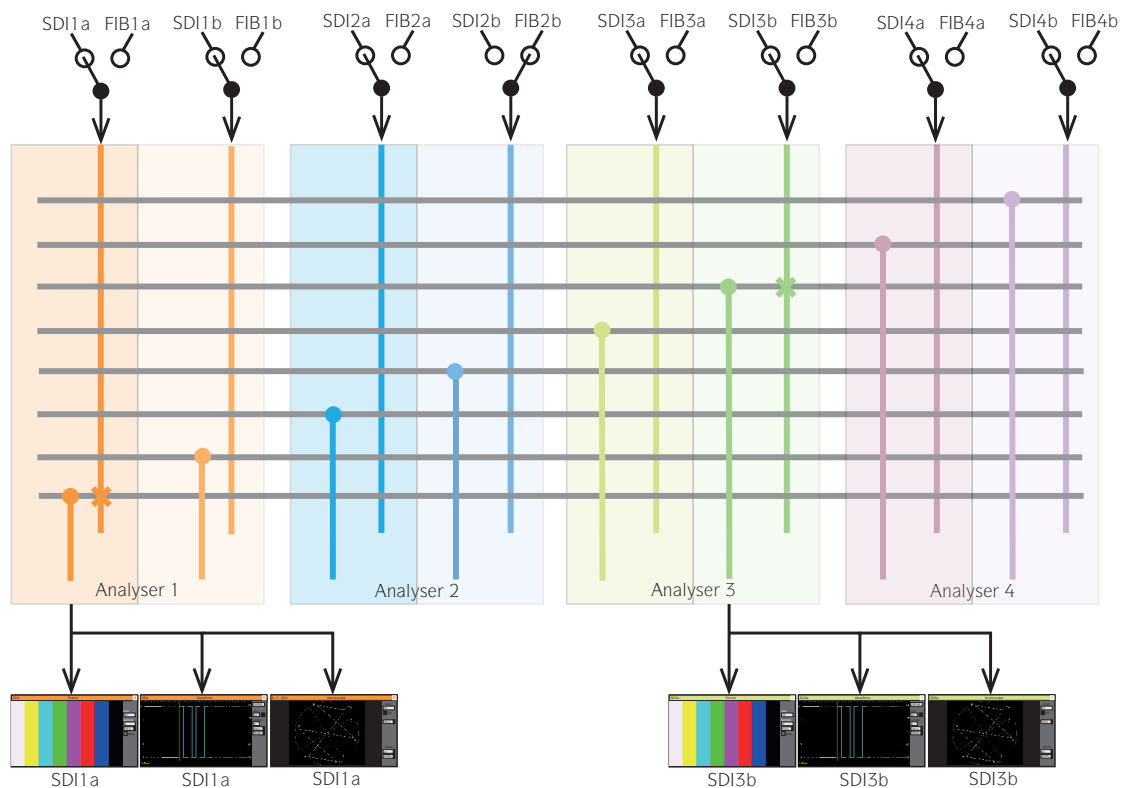 SDI1a FIB1a SDI1b FIB1b SDI2a FIB2a SDI2b FIB2b SDI3a FIB3a SDI3b FIB3b SDI4a FIB4a SDI4b FIB4b
Analyser 1 Analyser 2 Analyser 3 Analyser 4
SDI1a SDI1a SDI1a SDI3b SDI3b SDI3b